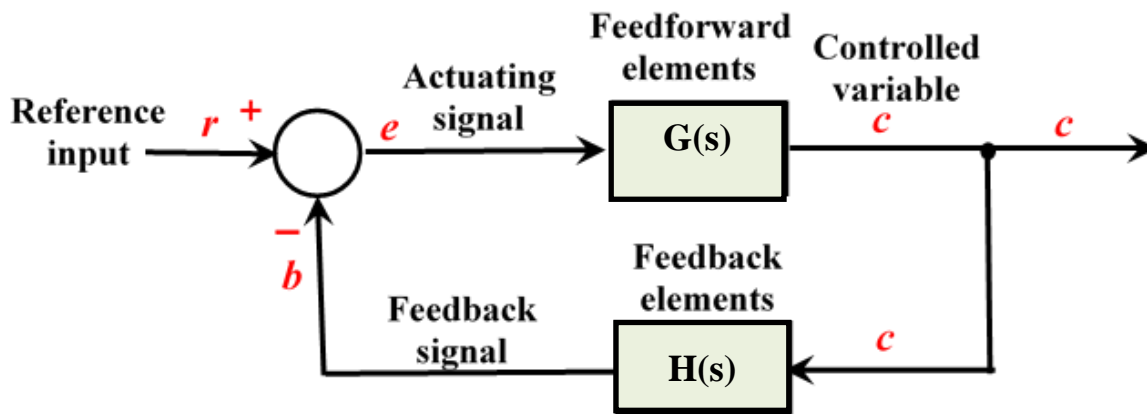 Feedforward
elements
Controlled
variable
Actuating
signal
Reference
input
r
+
e
G(s)
c
c
−
b
Feedback
elements
Feedback
signal
H(s)
c